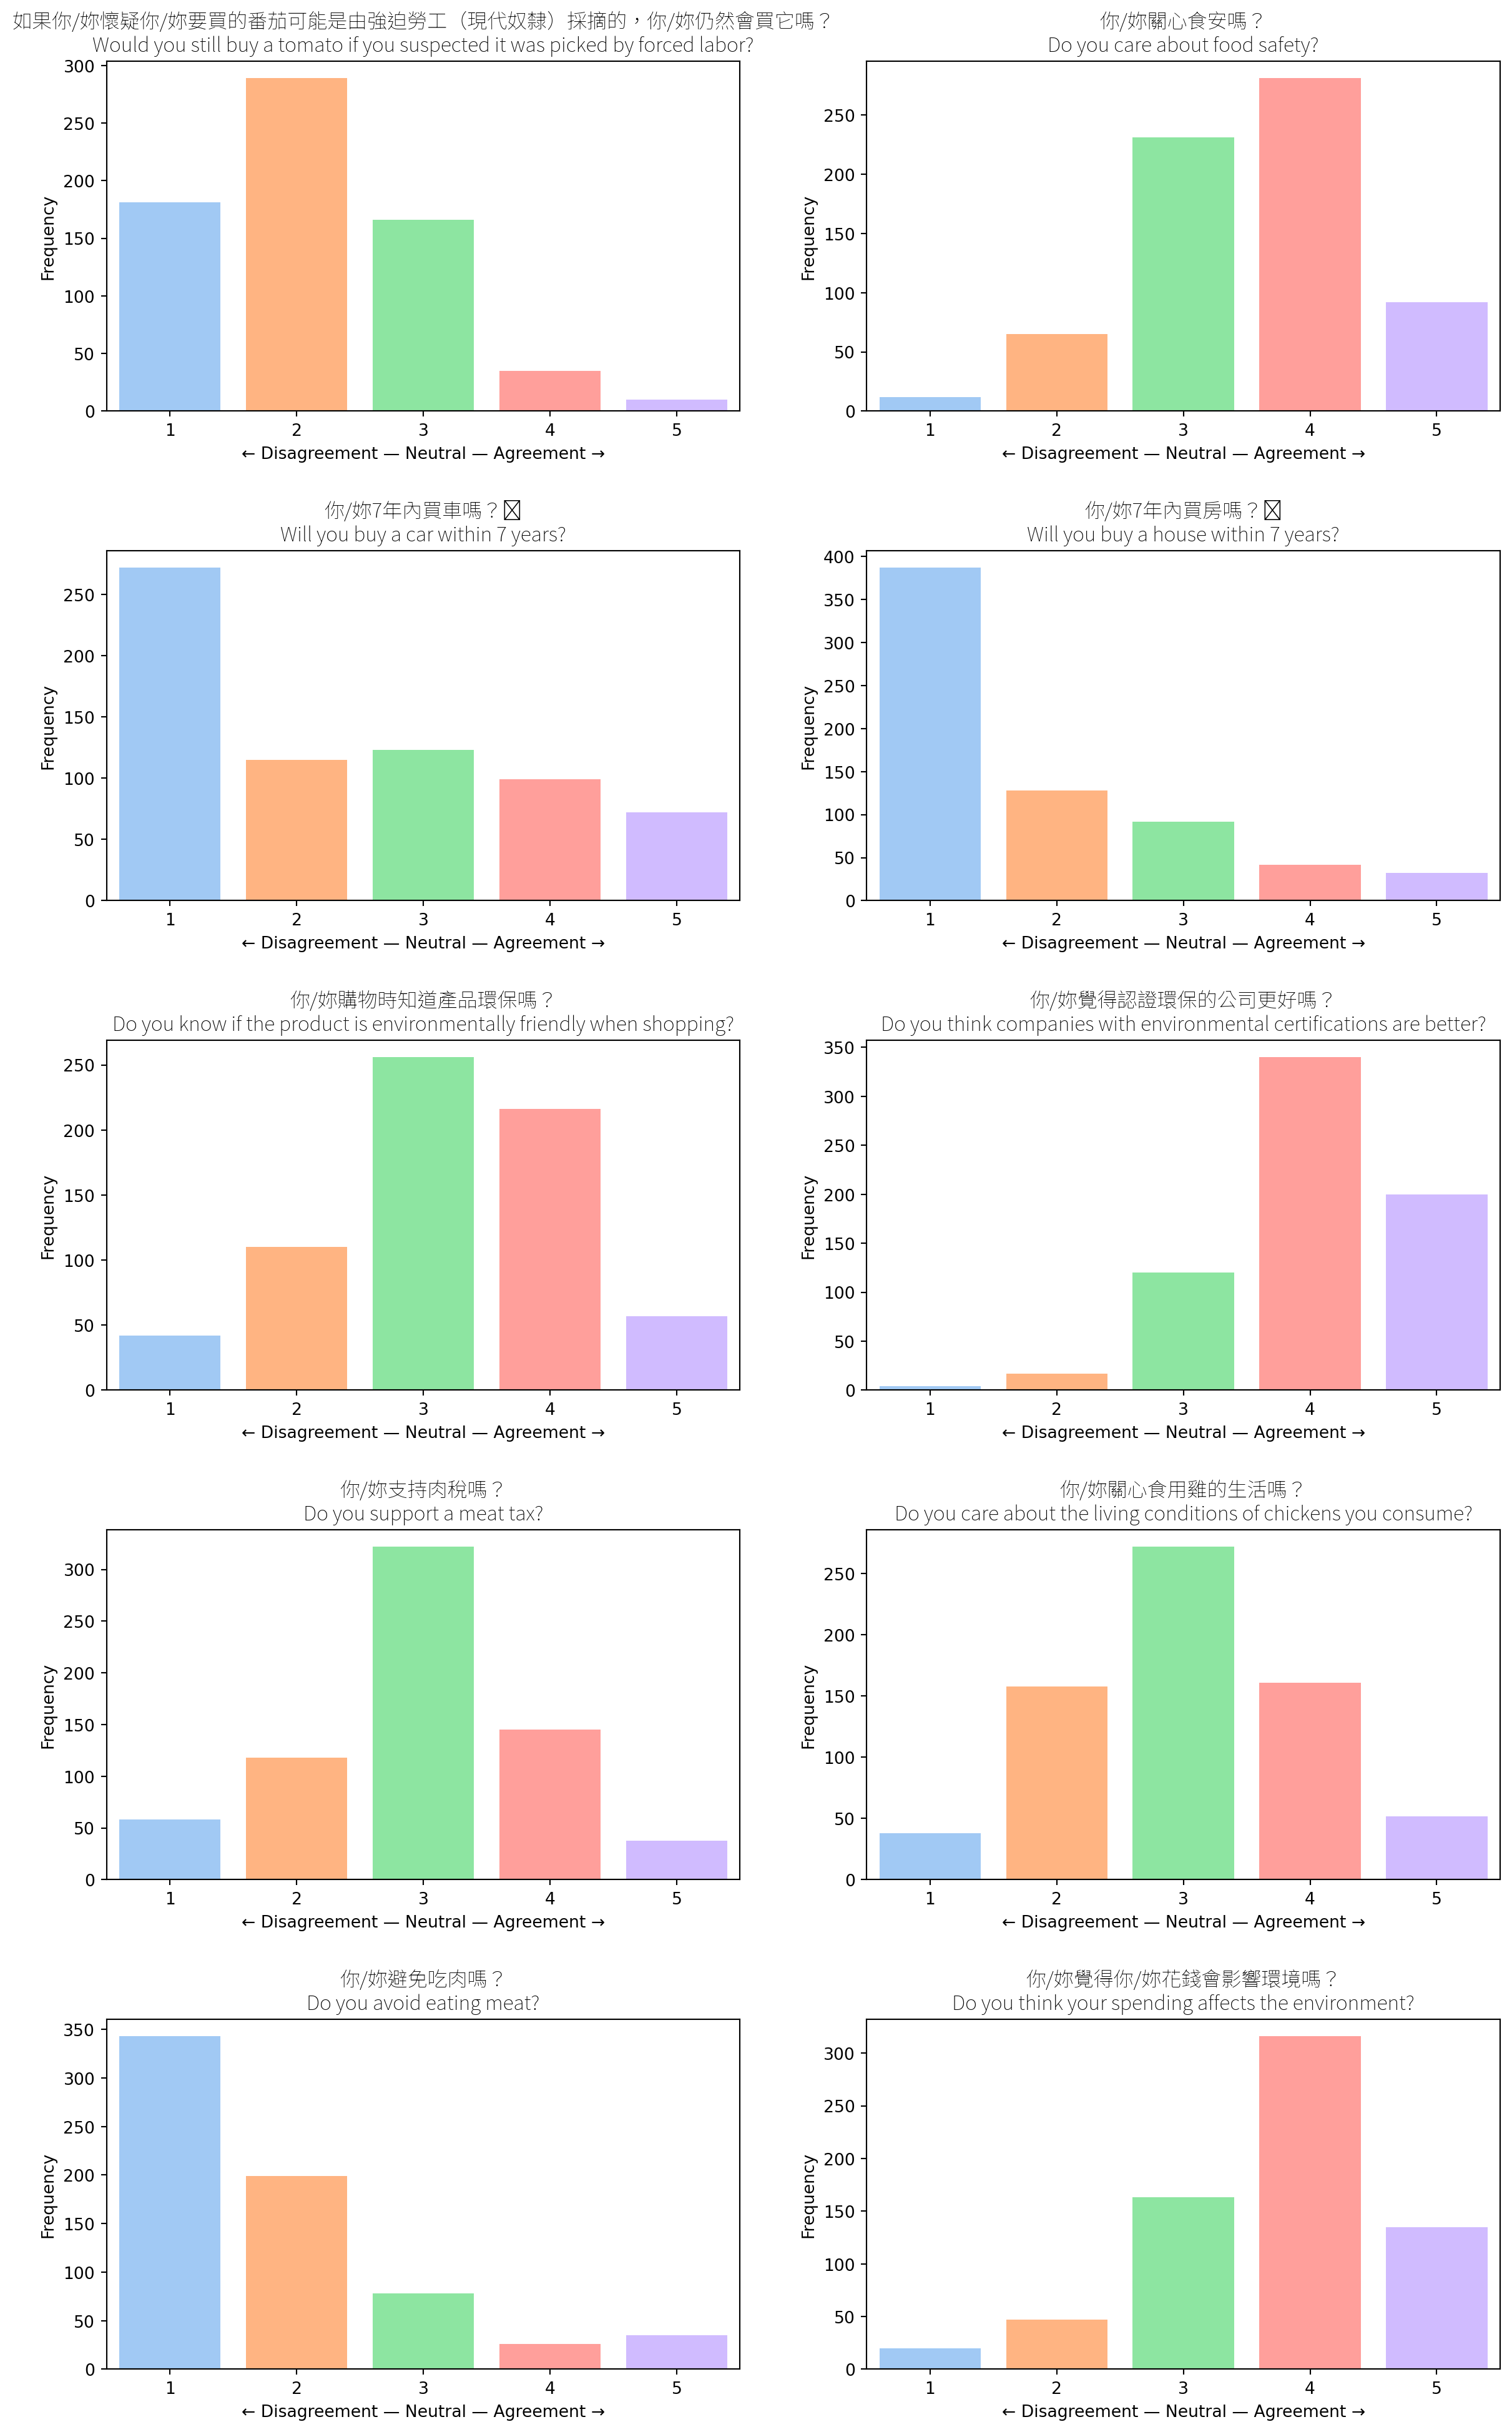 如果你/妳懷疑你/妳要買的番茄可能是由強迫勞工（現代奴隸）採摘的，你/妳仍然會買它嗎？
Would you still buy a tomato if you suspected it was picked by forced labor?
300
250
200
150
100
50
0
Frequency
1 2 3 4 5
← Disagreement — Neutral — Agreement →
你/妳關心食安嗎？
Do you care about food safety?
250
200
150
100
50
0
Frequency
1 2 3 4 5
← Disagreement — Neutral — Agreement →
你/妳7年內買車嗎？
Will you buy a car within 7 years?
250
200
150
100
50
0
Frequency
1 2 3 4 5
← Disagreement — Neutral — Agreement →
你/妳7年內買房嗎？
Will you buy a house within 7 years?
400
350
300
250
200
150
100
50
0
Frequency
1 2 3 4 5
← Disagreement — Neutral — Agreement →
你/妳購物時知道產品環保嗎？
Do you know if the product is environmentally friendly when shopping?
250
200
150
100
50
0
Frequency
1 2 3 4 5
← Disagreement — Neutral — Agreement →
你/妳覺得認證環保的公司更好嗎？
Do you think companies with environmental certifications are better?
350
300
250
200
150
100
50
0
Frequency
1 2 3 4 5
← Disagreement — Neutral — Agreement →
你/妳支持肉稅嗎？
Do you support a meat tax?
300
250
200
150
100
50
0
Frequency
1 2 3 4 5
← Disagreement — Neutral — Agreement →
你/妳關心食用雞的生活嗎？
Do you care about the living conditions of chickens you consume?
250
200
150
100
50
0
Frequency
1 2 3 4 5
← Disagreement — Neutral — Agreement →
你/妳避免吃肉嗎？
Do you avoid eating meat?
350
300
250
200
150
100
50
0
Frequency
1 2 3 4 5
← Disagreement — Neutral — Agreement →
你/妳覺得你/妳花錢會影響環境嗎？
Do you think your spending affects the environment?
300
250
200
150
100
50
0
Frequency
1 2 3 4 5
← Disagreement — Neutral — Agreement →